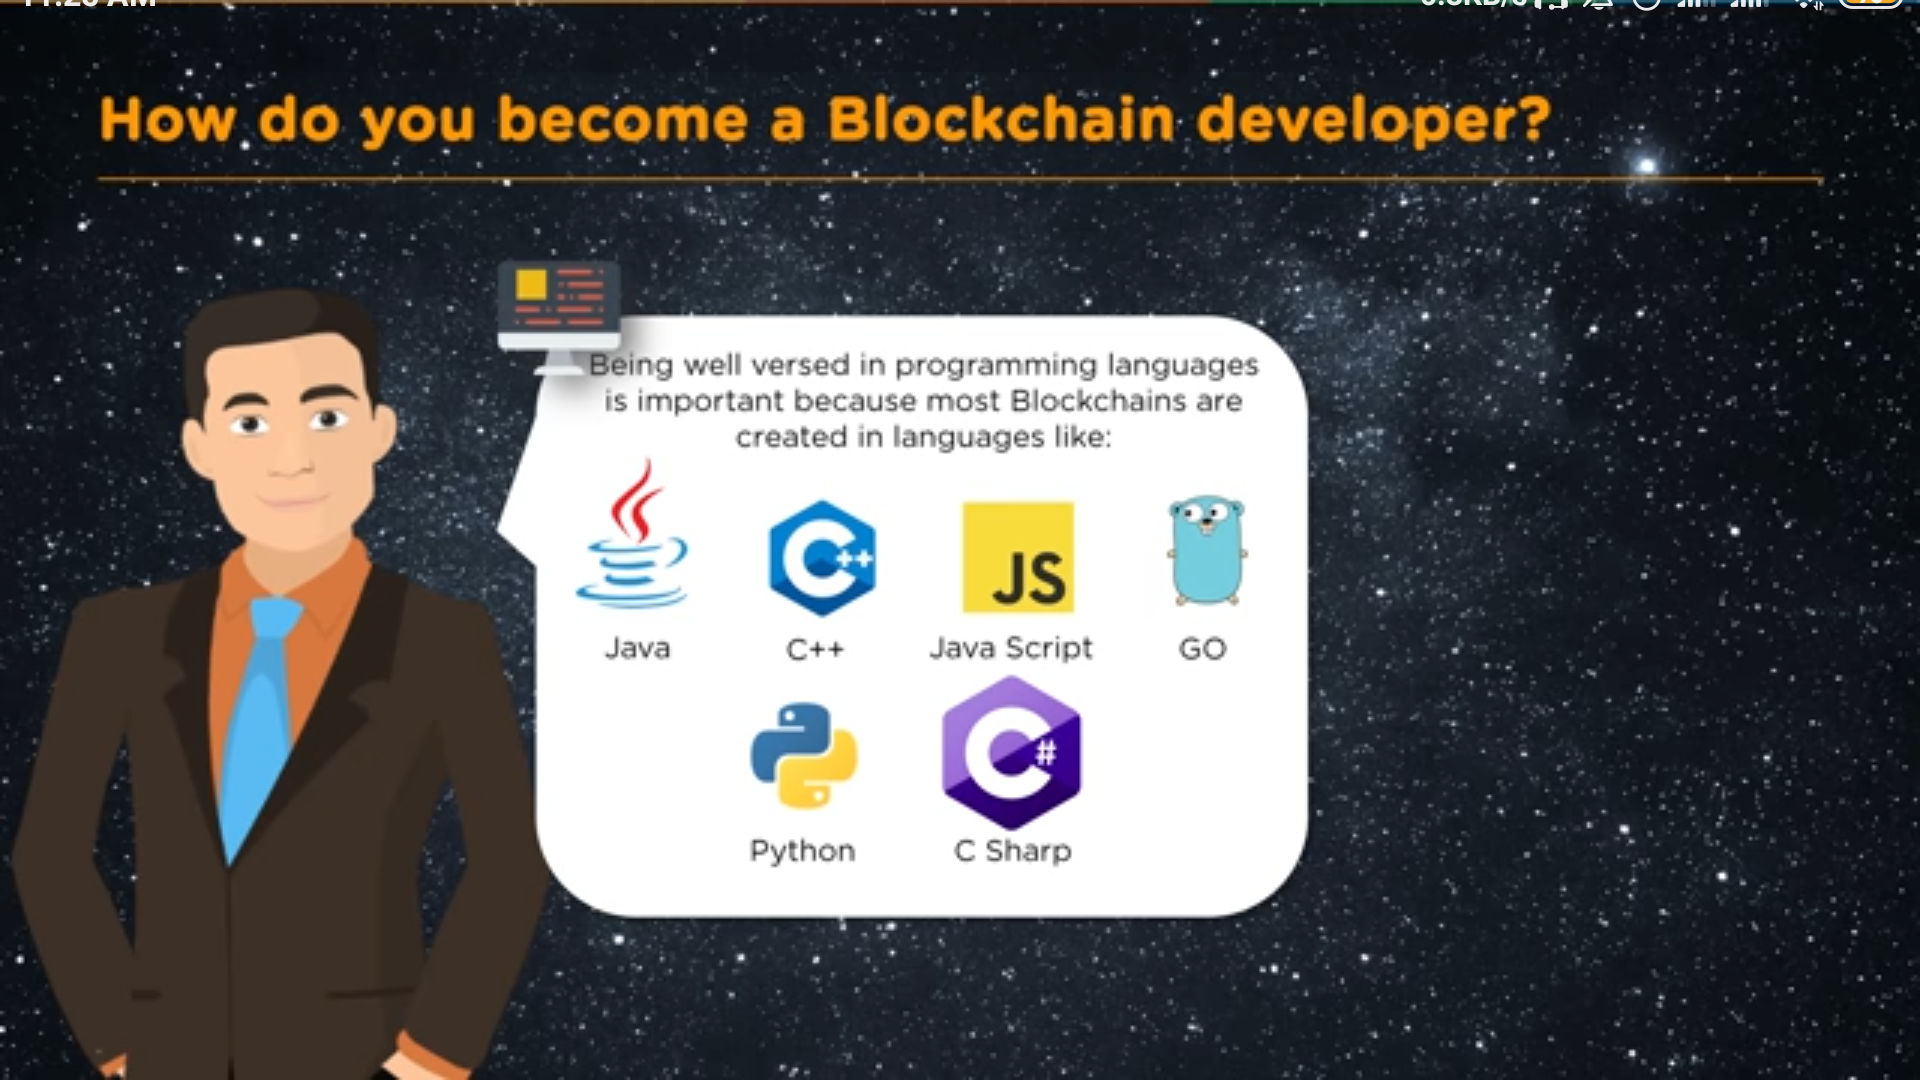 How do you become a Blockchain developer?
Being well versed in programming languages
is important because most Blockchains are
created in languages like:
C++
JS
Java
C++
Java Script
GO
C#
Python
C Sharp